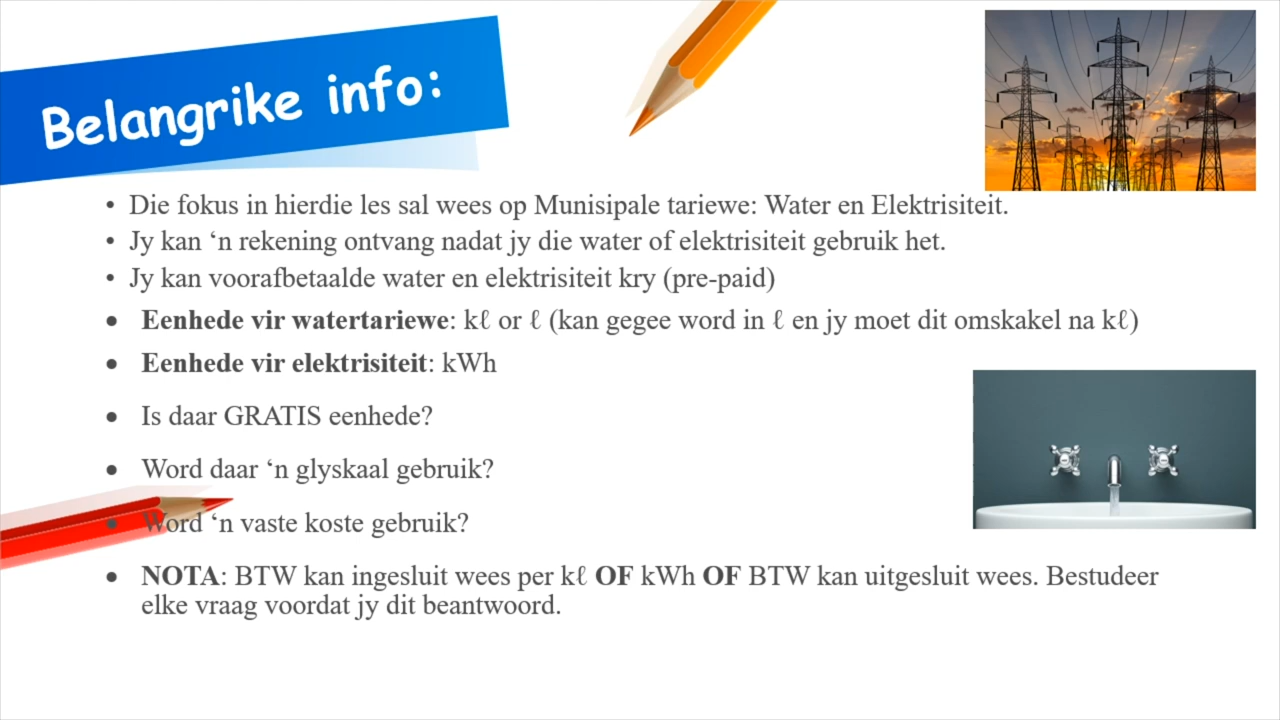 Belangrike info:
• Die fokus in hierdie les sal wees op Munisipale tariewe: Water en Elektrisiteit.
• Jy kan ‘n rekening ontvang nadat jy die water of elektrisiteit gebruik het.
• Jy kan voorafbetaalde water en elektrisiteit kry (pre-paid)
• Eenhede vir watertariewe: kℓ or ℓ (kan gegee word in ℓ en jy moet dit omskakel na kℓ)
• Eenhede vir elektrisiteit: kWh
• Is daar GRATIS eenhede?
• Word daar ‘n glyskaal gebruik?
• Word ‘n vaste koste gebruik?
• NOTA: BTW kan ingesluit wees per kℓ OF kWh OF BTW kan uitgesluit wees. Bestudeer
elke vraag voordat jy dit beantwoord.